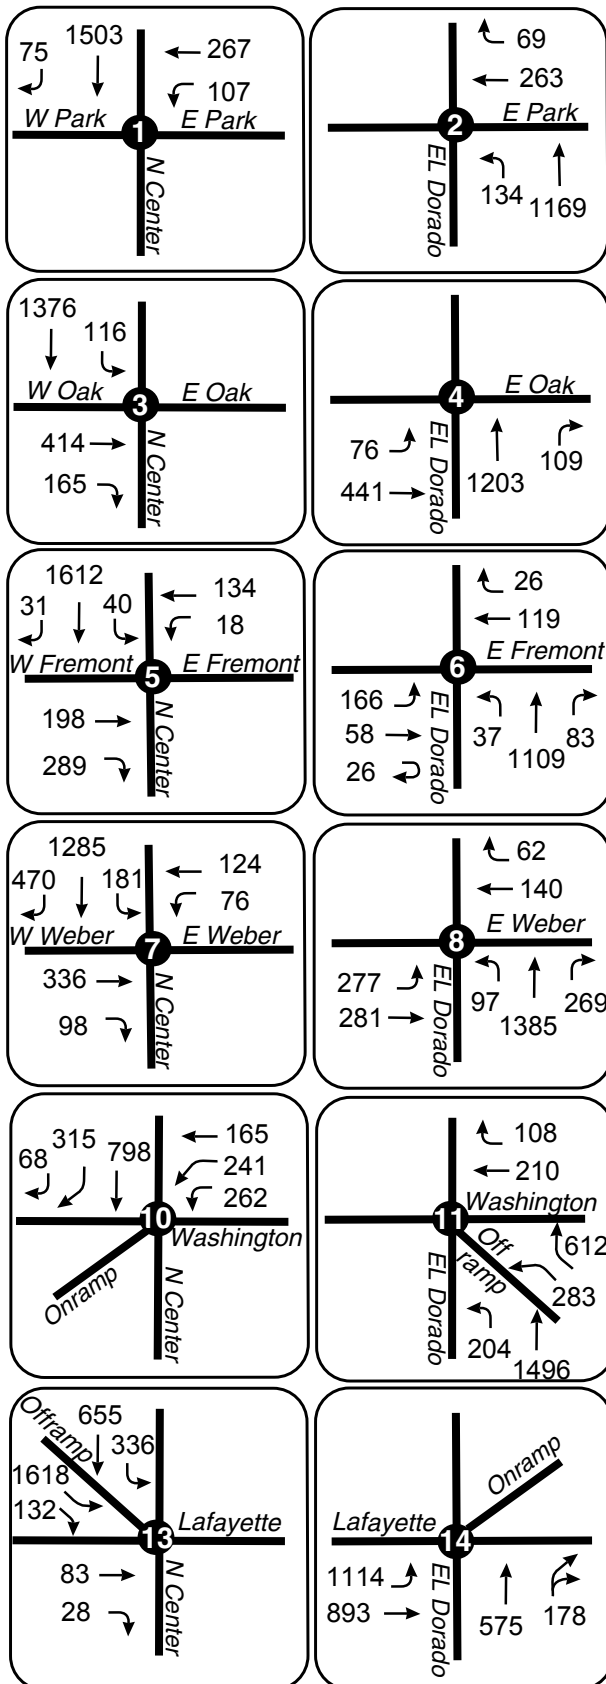 75 1503 267
107
W Park E Park
1
N Center
69
263
E Park
2
134 1169
EL Dorado
1376 116
W Oak E Oak
3
414
165
N Center
E Oak
4
76 1203 109
441
EL Dorado
1612
31 40 134
18
W Fremont E Fremont
5
198
289
N Center
26
119
E Fremont
6
166
58
26
37 1109 83
EL Dorado
1285
470 181 124
76
W Weber E Weber
7
336
98
N Center
62
140
E Weber
8
277
281
97 1385 269
EL Dorado
68 315 798 165
241
262
10
Washington
Onramp
N Center
108
210
Washington
11
Off
ramp
612
283
204 1496
EL Dorado
Offramp 655
336
1618
132
13
Lafayette
83
28
N Center
Onramp
Lafayette
14
1114
893
575 178
EL Dorado